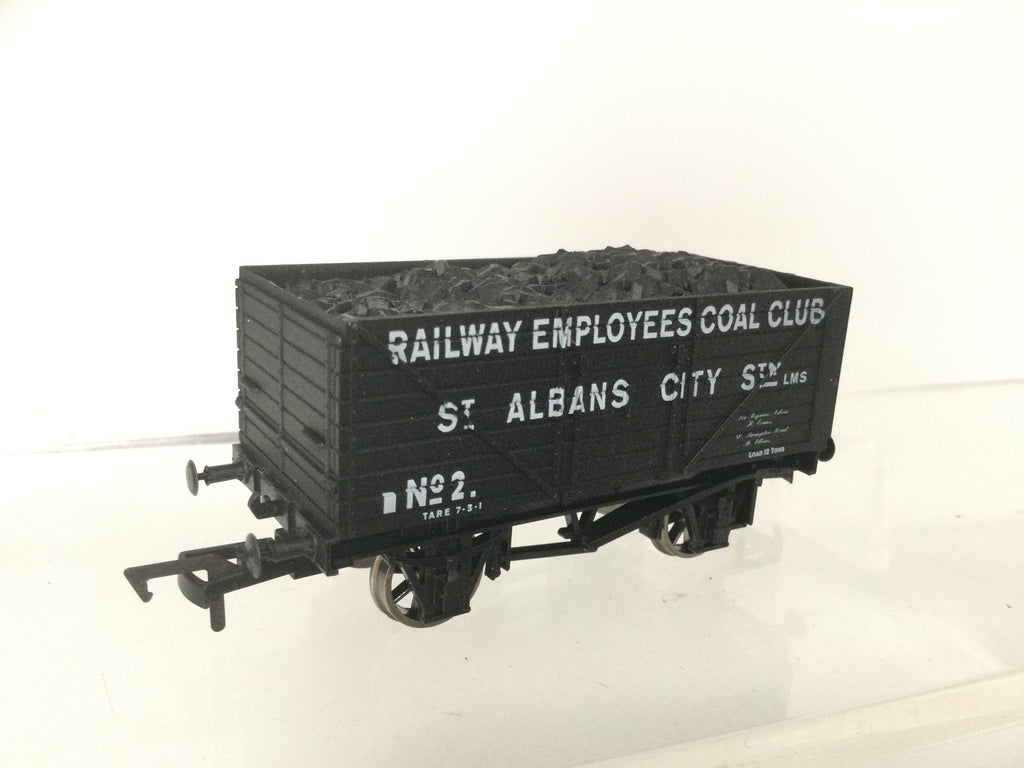 RAILWAY EMPLOYEES COAL CLUB
ST ALBANS CITY STN LMS
Nº 2.
TARE 7-3-1
LOAD 12 TONS